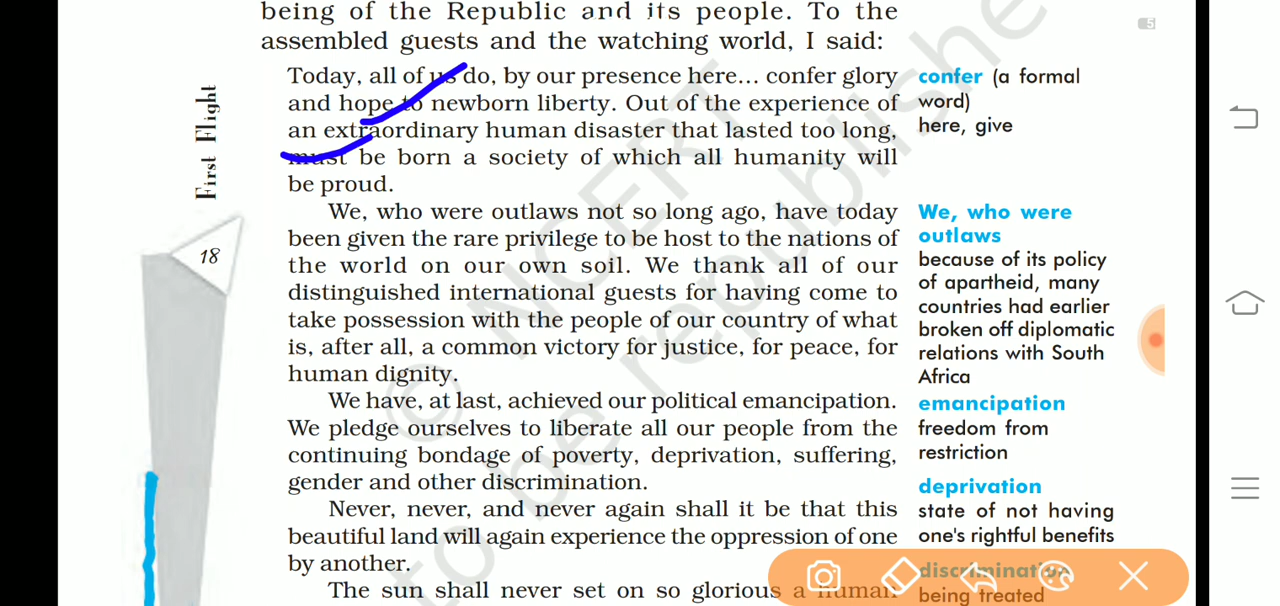 being of the Republic and its people. To the
assembled guests and the watching world, I said:
Today, all of us do, by our presence here... confer glory
and hope to newborn liberty. Out of the experience of
an extraordinary human disaster that lasted too long,
must be born a society of which all humanity will
be proud.
We, who were outlaws not so long ago, have today
been given the rare privilege to be host to the nations of
the world on our own soil. We thank all of our
distinguished international guests for having come to
take possession with the people of our country of what
is, after all, a common victory for justice, for peace, for
human dignity.
We have, at last, achieved our political emancipation.
We pledge ourselves to liberate all our people from the
continuing bondage of poverty, deprivation, suffering,
gender and other discrimination.
Never, never, and never again shall it be that this
beautiful land will again experience the oppression of one
by another.
The sun shall never set on so glorious a human
confer (a formal
word)
here, give
We, who were
outlaws
because of its policy
of apartheid, many
countries had earlier
broken off diplomatic
relations with South
Africa
emancipation
freedom from
restriction
deprivation
state of not having
one's rightful benefits
discrimination
being treated
First Flight
18
© NCERT
to be republishe
5